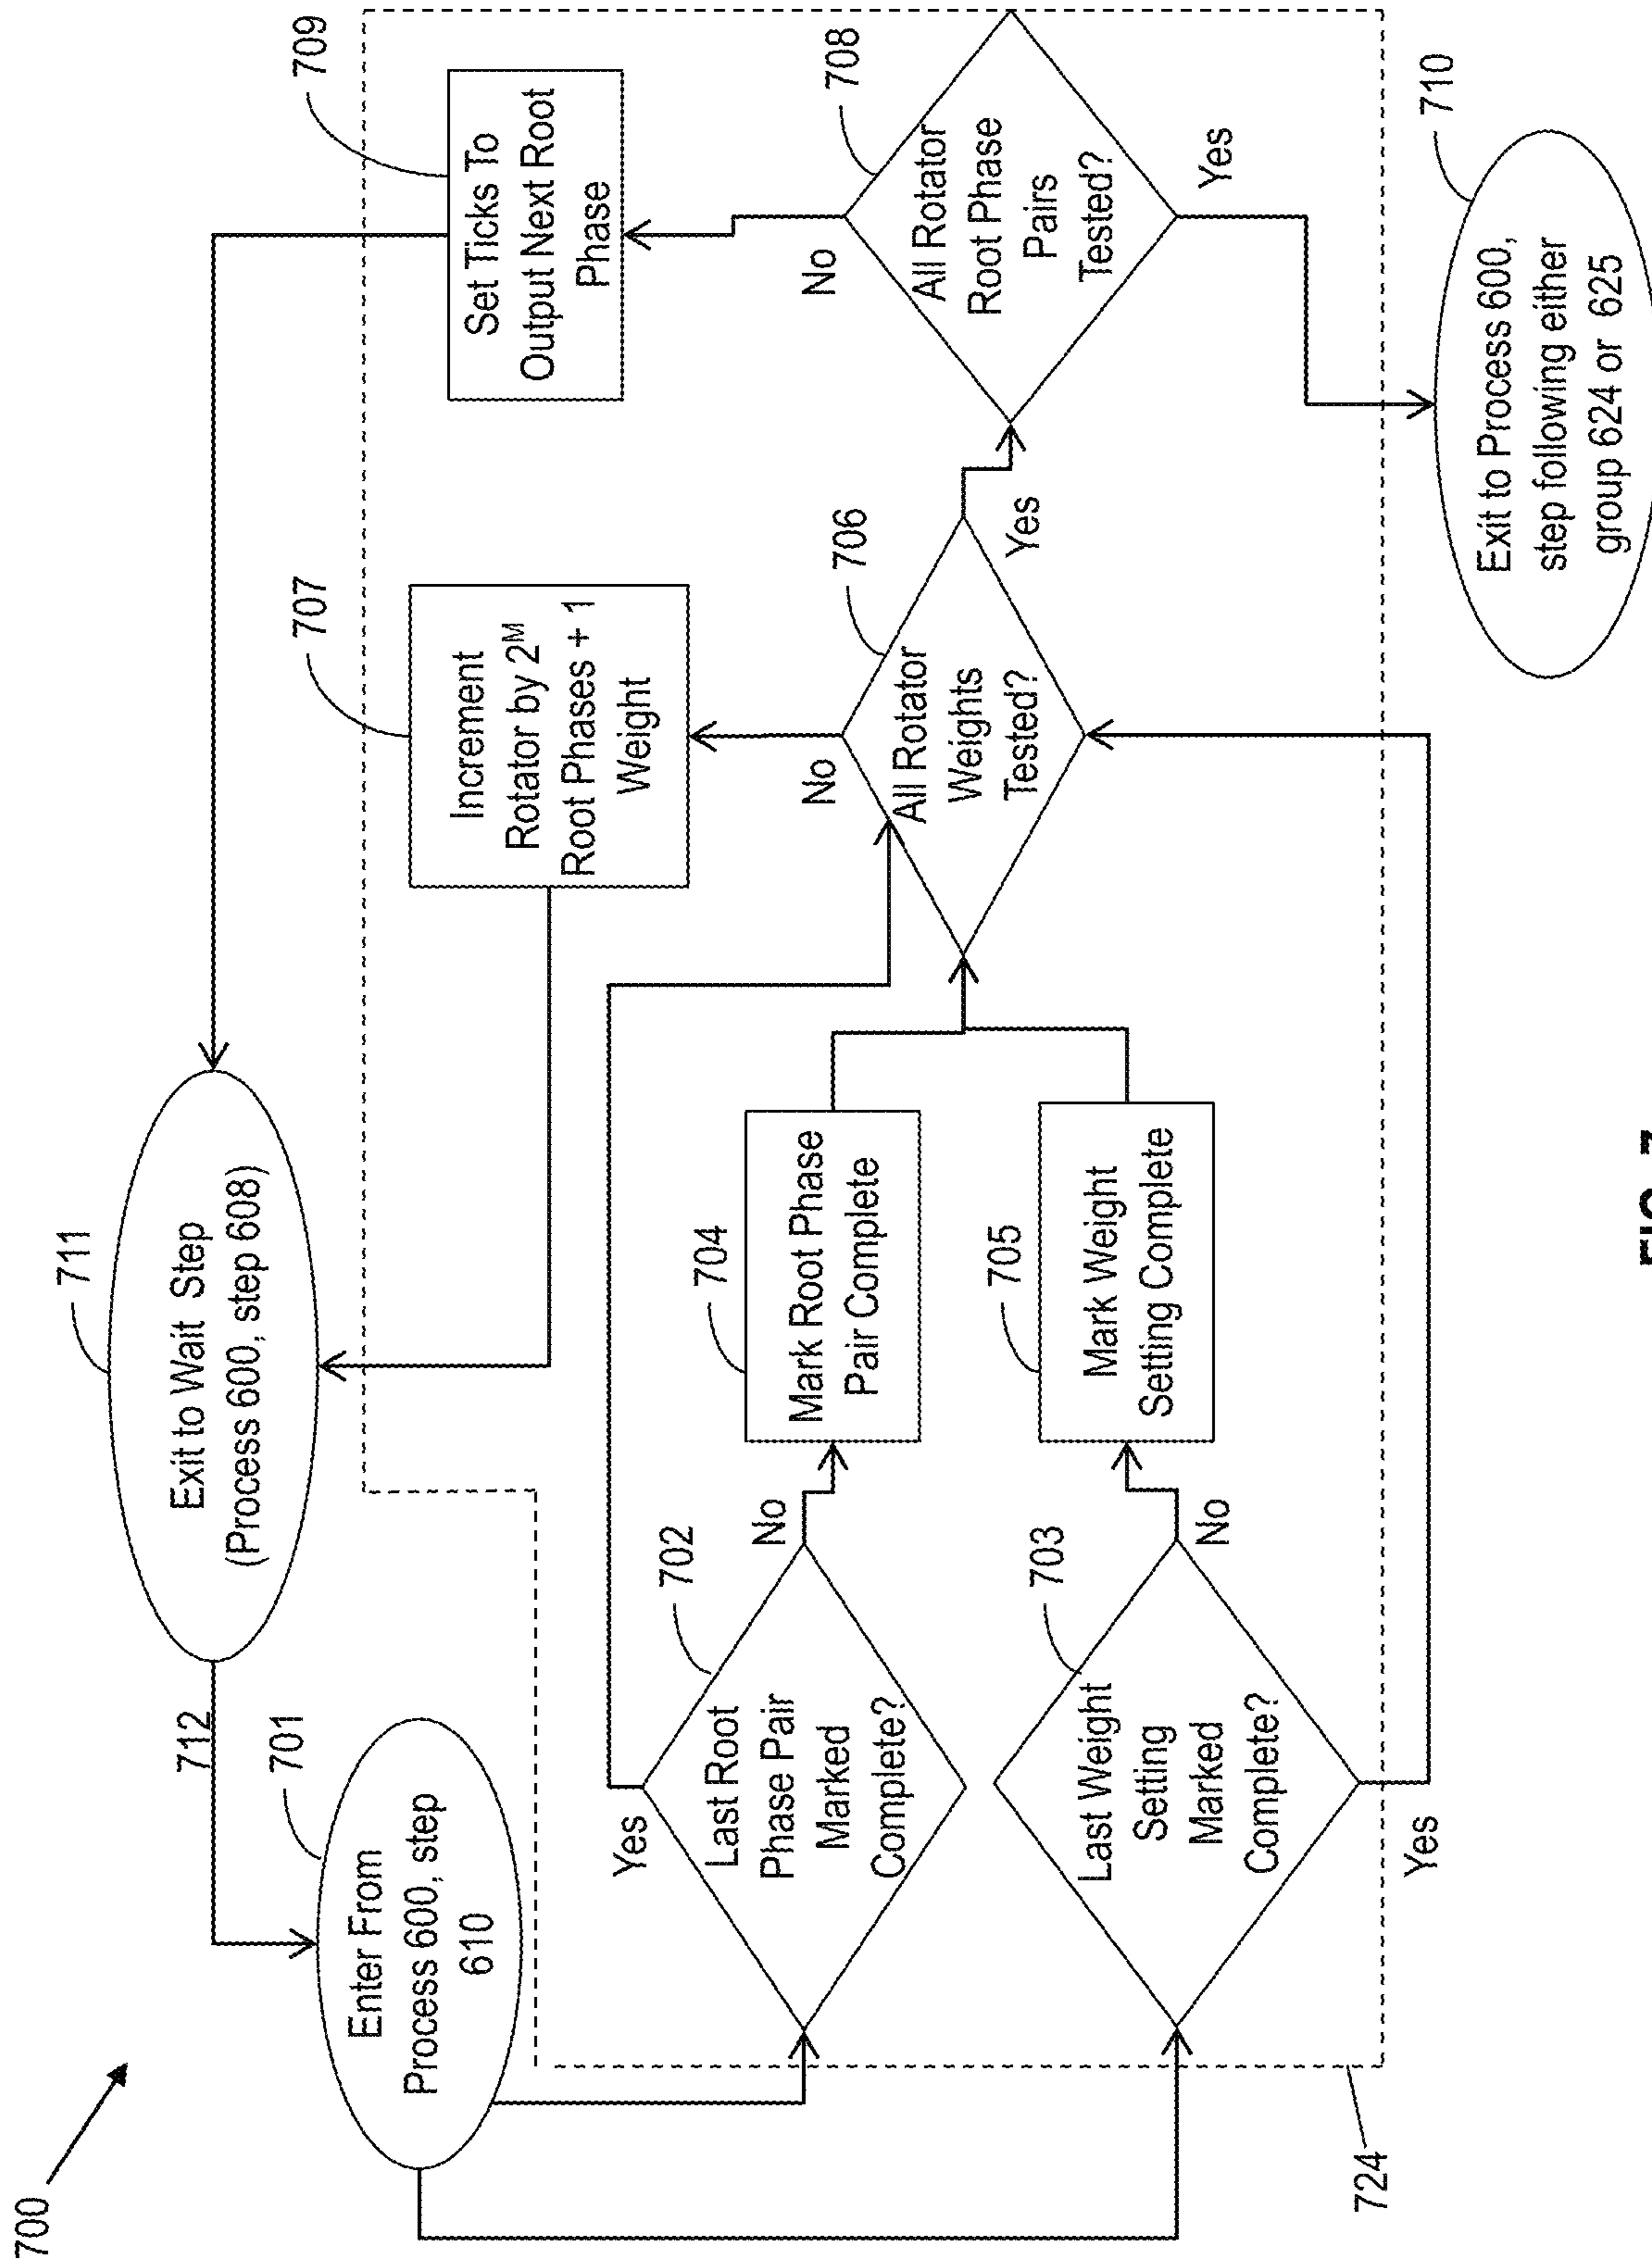 700
712
711
Exit to Wait Step
(Process 600, step 608)
701
Enter From
Process 600, step
610
709
Set Ticks To
Output Next Root
Phase
707
Increment
Rotator by 2ᴹ
Root Phases + 1
Weight
702
Last Root
Phase Pair
Marked
Complete?
Yes
No
704
Mark Root Phase
Pair Complete
703
Last Weight
Setting
Marked
Complete?
Yes
No
705
Mark Weight
Setting Complete
706
All Rotator
Weights
Tested?
No
Yes
708
All Rotator
Root Phase
Pairs
Tested?
No
Yes
710
Exit to Process 600,
step following either
group 624 or 625
724
FIG. 7